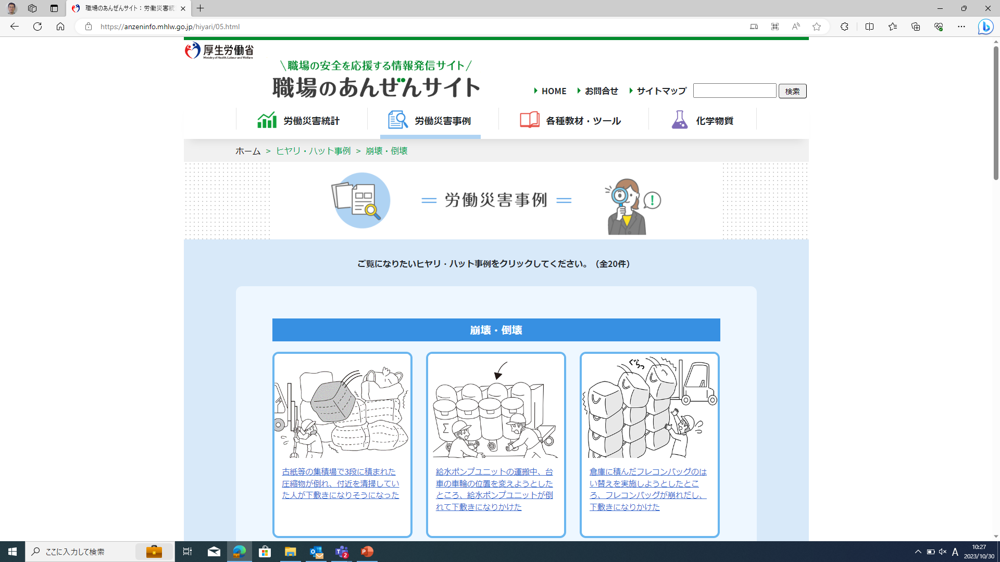 職場のあんぜんサイト：労働災害統
https://anzeninfo.mhlw.go.jp/hiyari/05.html
厚生労働省
Ministry of Health, Labour and Welfare
\職場の安全を応援する情報発信サイト/
職場のあんぜんサイト
HOME お問合せ サイトマップ 検索
労働災害統計 労働災害事例 各種教材・ツール 化学物質
ホーム > ヒヤリ・ハット事例 > 崩壊・倒壊
労働災害事例
!
ご覧になりたいヒヤリ・ハット事例をクリックしてください。（全20件）
崩壊・倒壊
ぐらっ
Σ
古紙等の集積場で3段に積まれた
圧縮物が倒れ、付近を清掃してい
た人が下敷きになりそうになった
給水ポンプユニットの運搬中、台
車の車輪の位置を変えようとした
ところ、給水ポンプユニットが倒
れて下敷きになりかけた
倉庫に積んだフレコンバッグのは
い替えを実施しようとしたとこ
ろ、フレコンバッグが崩れだし、
下敷きになりかけた
ここに入力して検索
2
A
10:27
2023/10/30